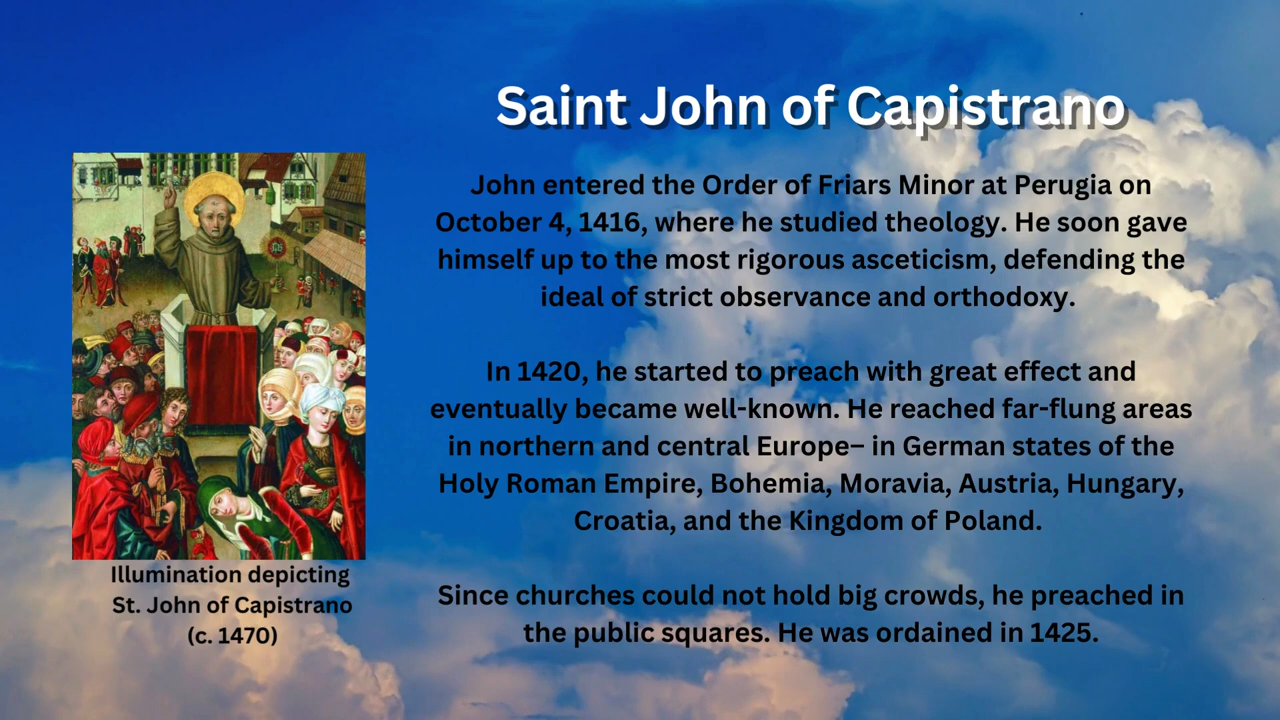 Saint John of Capistrano
John entered the Order of Friars Minor at Perugia on
October 4, 1416, where he studied theology. He soon gave
himself up to the most rigorous asceticism, defending the
ideal of strict observance and orthodoxy.
In 1420, he started to preach with great effect and
eventually became well-known. He reached far-flung areas
in northern and central Europe– in German states of the
Holy Roman Empire, Bohemia, Moravia, Austria, Hungary,
Croatia, and the Kingdom of Poland.
Since churches could not hold big crowds, he preached in
the public squares. He was ordained in 1425.
Illumination depicting
St. John of Capistrano
(c. 1470)